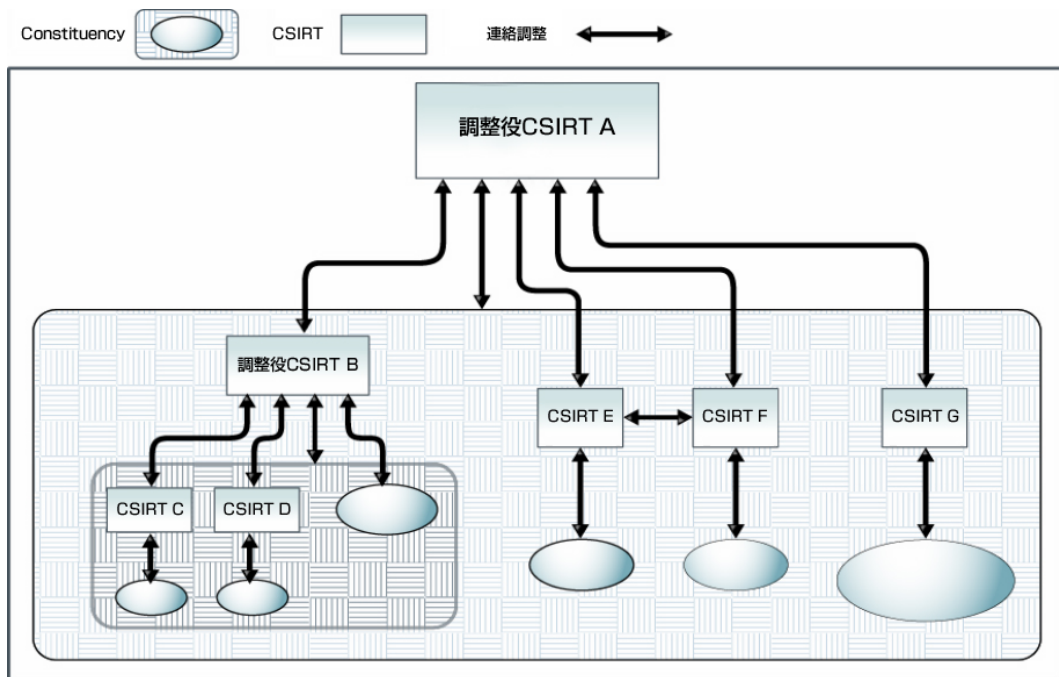 Constituency
CSIRT
連絡調整
調整役CSIRT A
調整役CSIRT B
CSIRT E
CSIRT F
CSIRT G
CSIRT C
CSIRT D